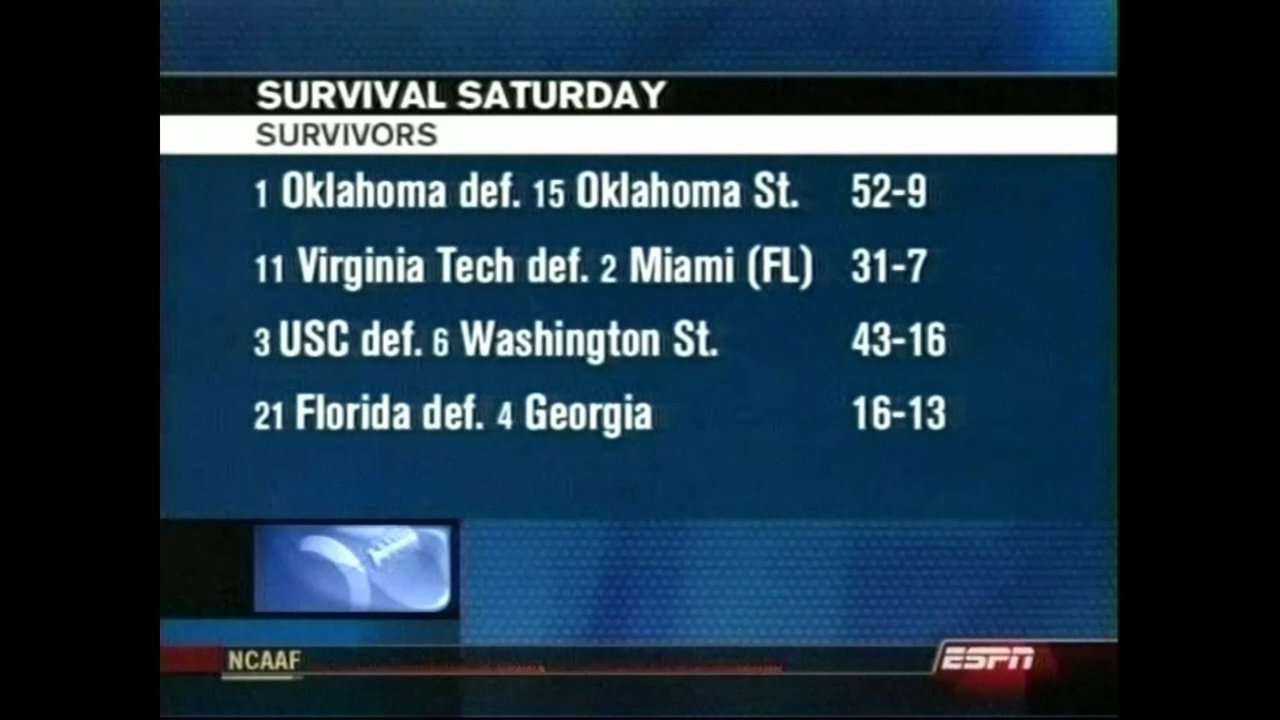 SURVIVAL SATURDAY
SURVIVORS
1 Oklahoma def. 15 Oklahoma St. 52-9
11 Virginia Tech def. 2 Miami (FL) 31-7
3 USC def. 6 Washington St. 43-16
21 Florida def. 4 Georgia 16-13
NCAAF
ESPN